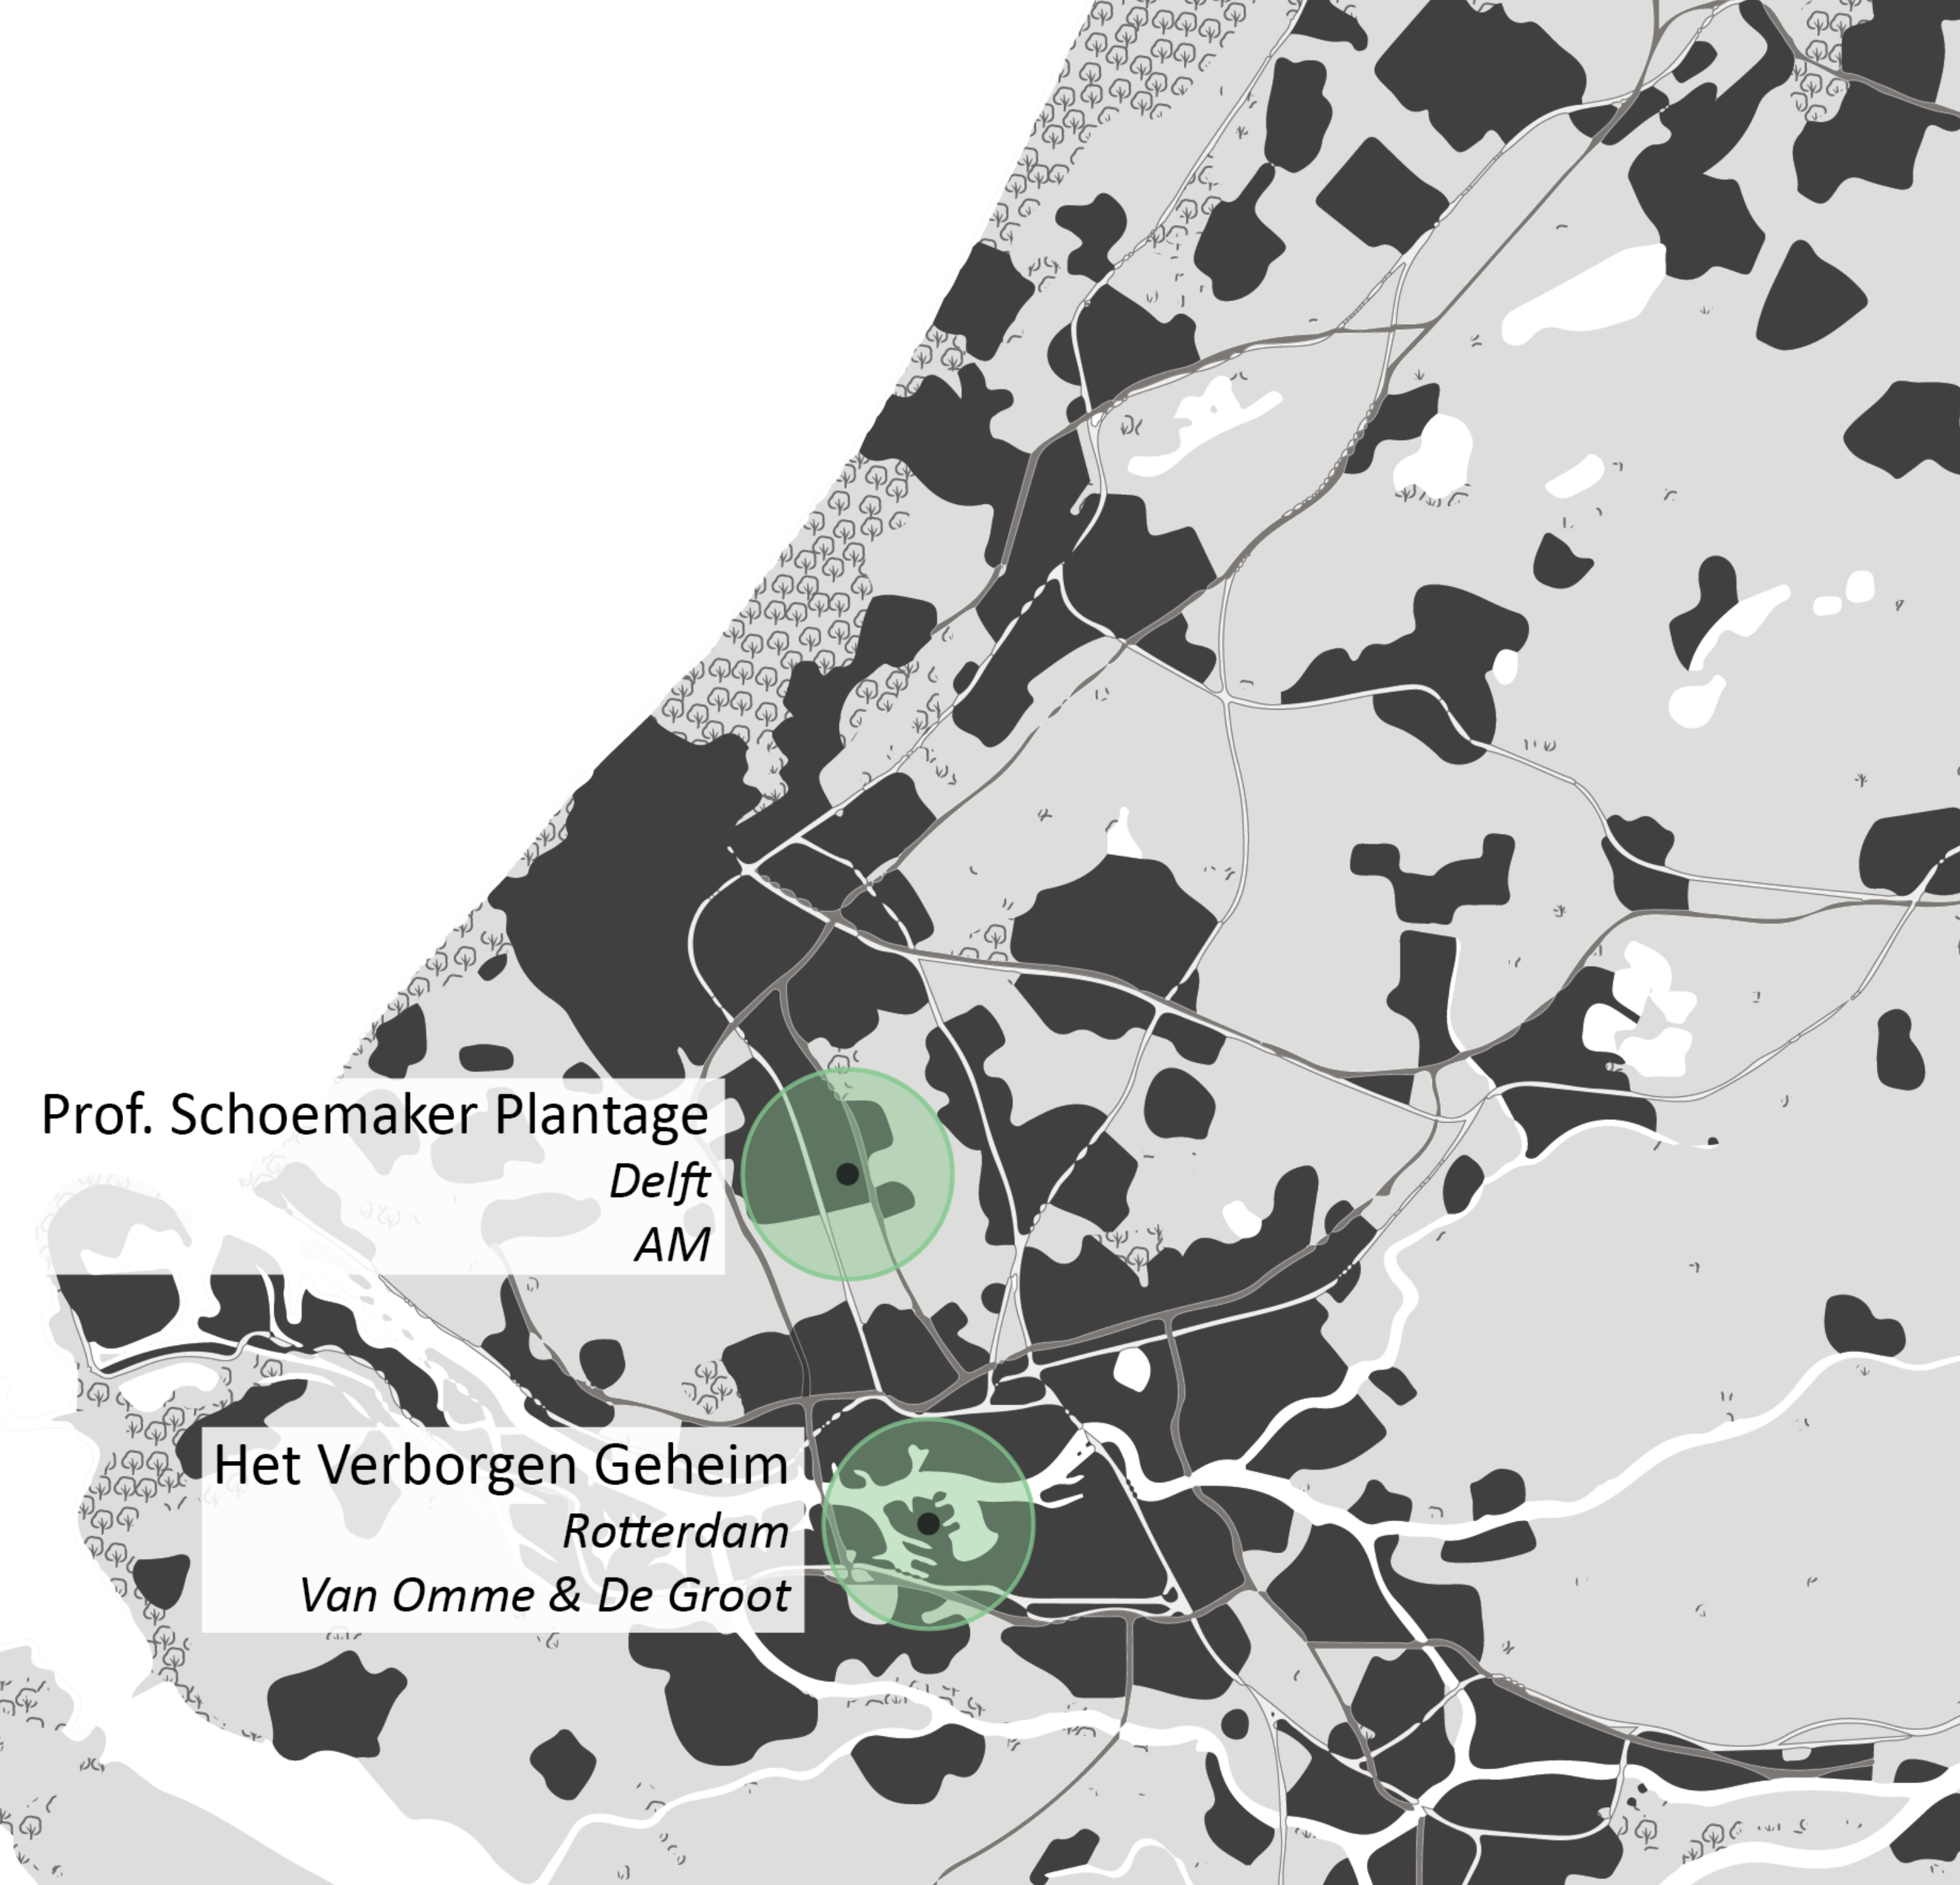 Prof. Schoemaker Plantage
Delft
AM
Het Verborgen Geheim
Rotterdam
Van Omme & De Groot